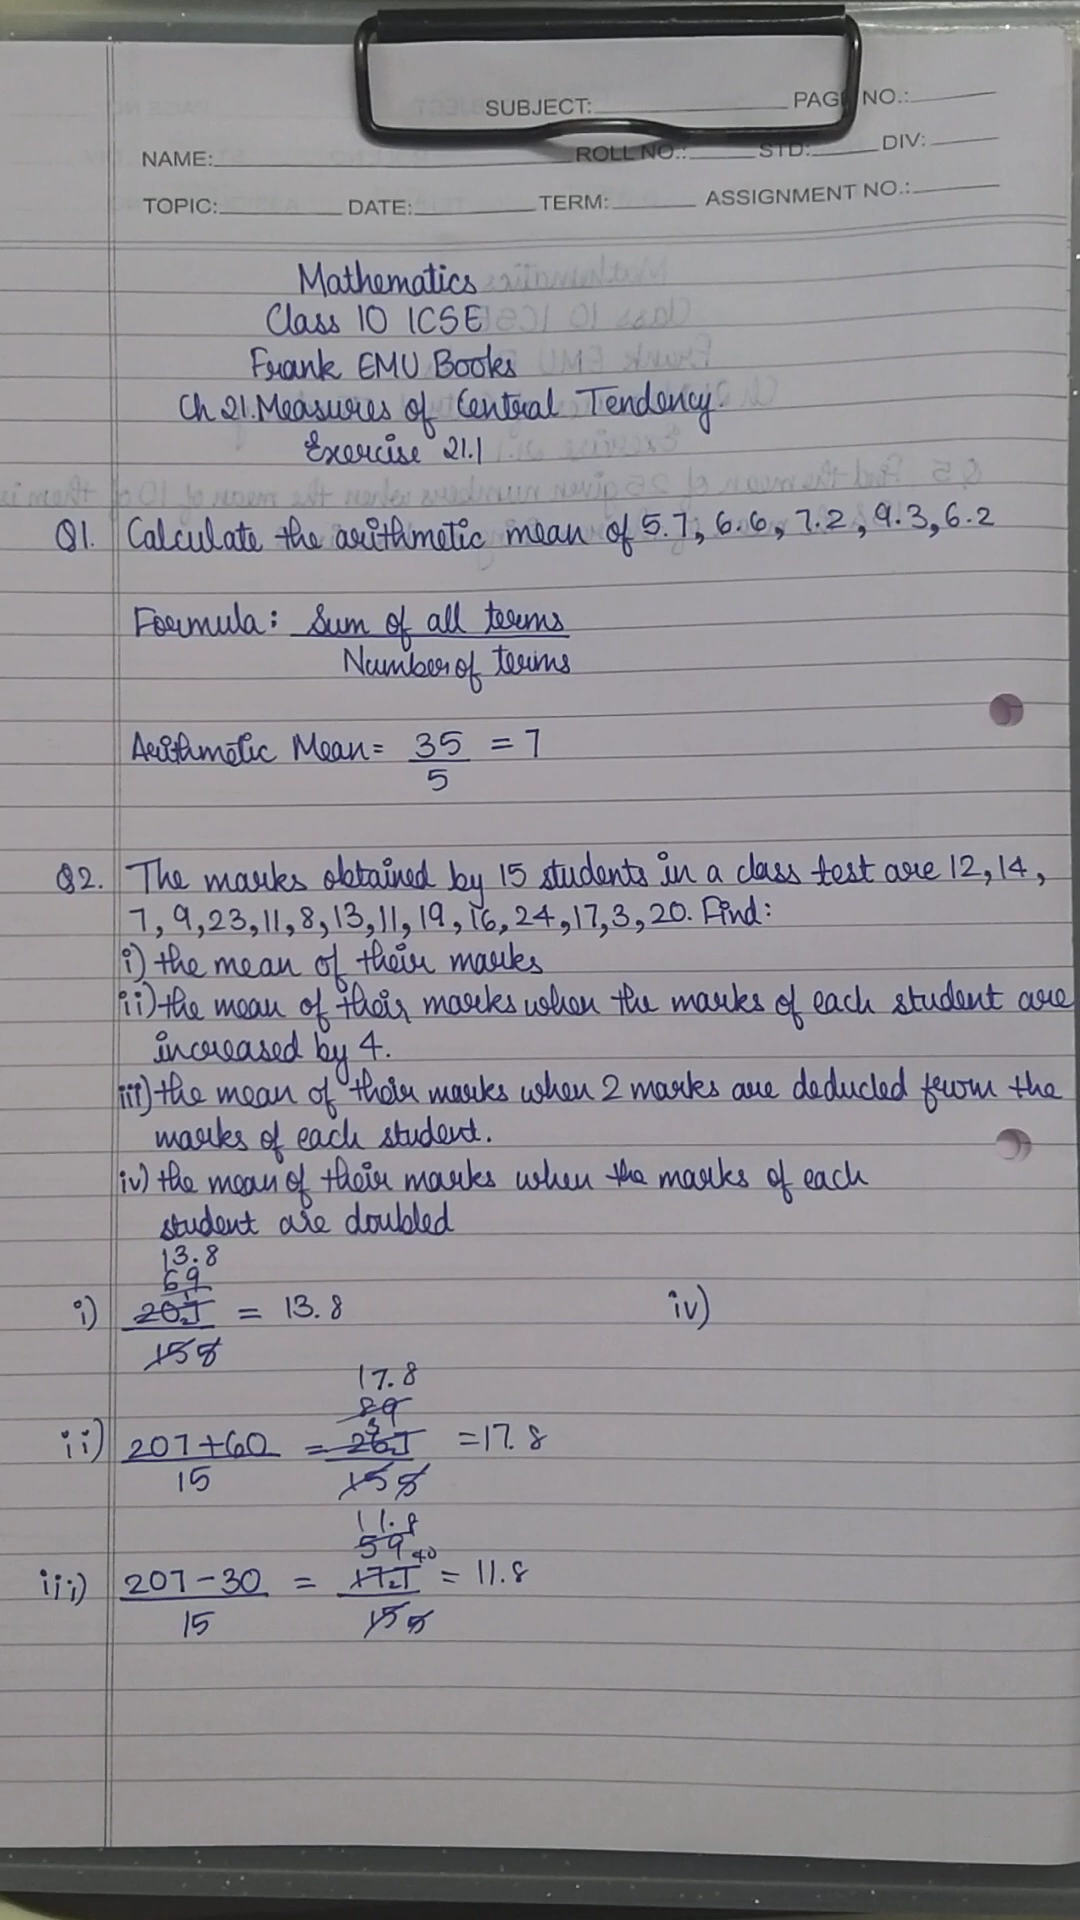 SUBJECT: PAGE NO.:
NAME: ROLL NO.: STD: DIV:
TOPIC: DATE: TERM: ASSIGNMENT NO.:
Mathematics
Class 10 ICSE
Frank EMU Books
Ch 21. Measures of Central Tendency.
Exercise 21.1
Q1. Calculate the arithmetic mean of 5.7, 6.6, 7.2, 9.3, 6.2
Formula: Sum of all terms
Number of terms
Arithmetic Mean = 35 = 7
5
Q2. The marks obtained by 15 students in a class test are 12, 14,
7, 9, 23, 11, 8, 13, 11, 19, 16, 24, 17, 3, 20. Find:
i) the mean of their marks
ii) the mean of their marks when the marks of each student are
increased by 4.
iii) the mean of their marks when 2 marks are deducted from the
marks of each student.
iv) the mean of their marks when the marks of each
student are doubled
13.8
69
i) 207 = 13.8 iv)
15 5
17.8
89
ii) 207+60 = 267 = 17.8
15 15 5
11.8
59
iii) 207-30 = 177 = 11.8
15 15 5